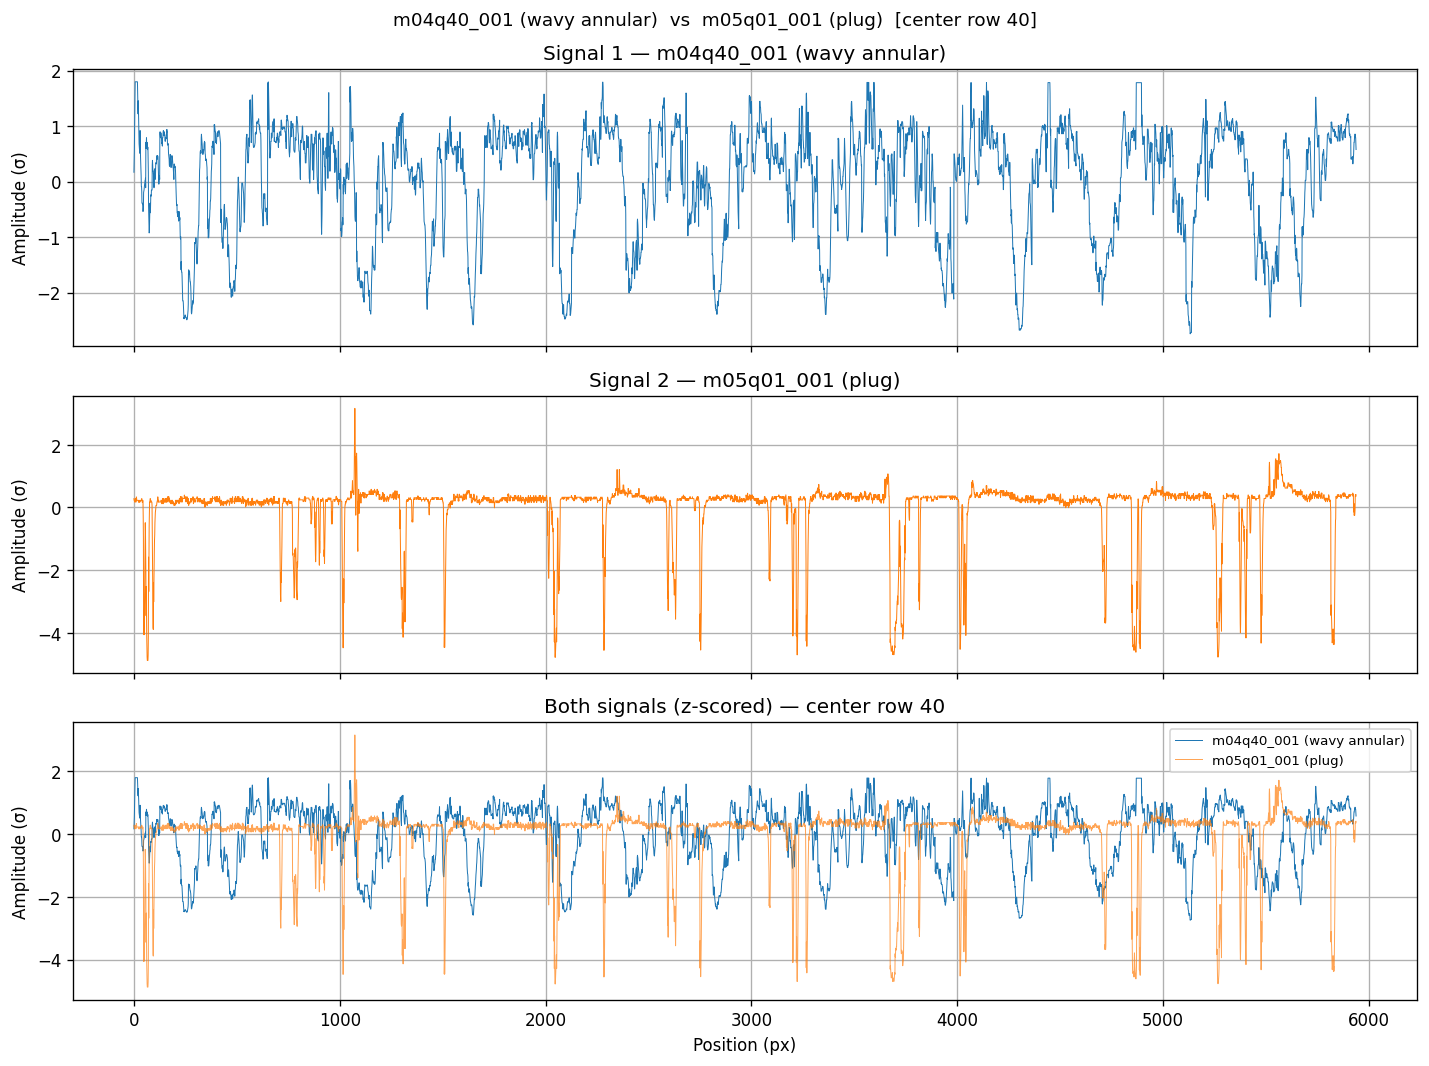 m04q40_001 (wavy annular)  vs  m05q01_001 (plug)  [center row 40]
Signal 1 — m04q40_001 (wavy annular)
2
1
0
−1
−2
Amplitude (σ)
Signal 2 — m05q01_001 (plug)
2
0
−2
−4
Amplitude (σ)
Both signals (z-scored) — center row 40
m04q40_001 (wavy annular)
m05q01_001 (plug)
2
0
−2
−4
Amplitude (σ)
0 1000 2000 3000 4000 5000 6000
Position (px)